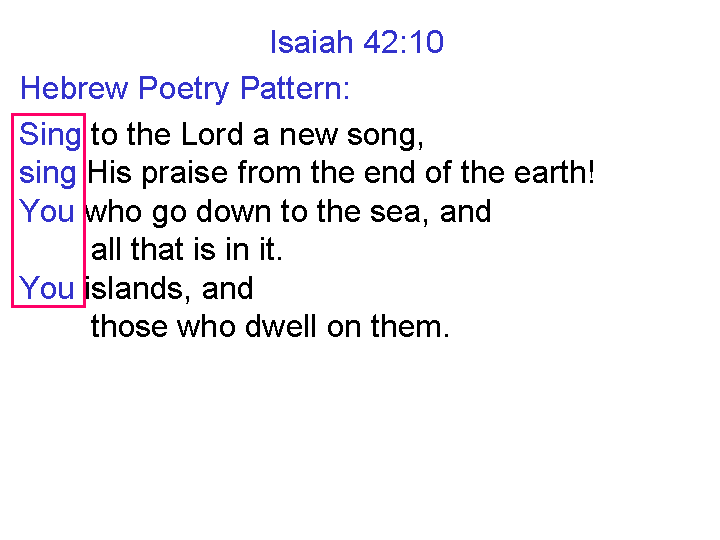 Isaiah 42:10
Hebrew Poetry Pattern:
Sing to the Lord a new song,
sing His praise from the end of the earth!
You who go down to the sea, and
all that is in it.
You islands, and
those who dwell on them.